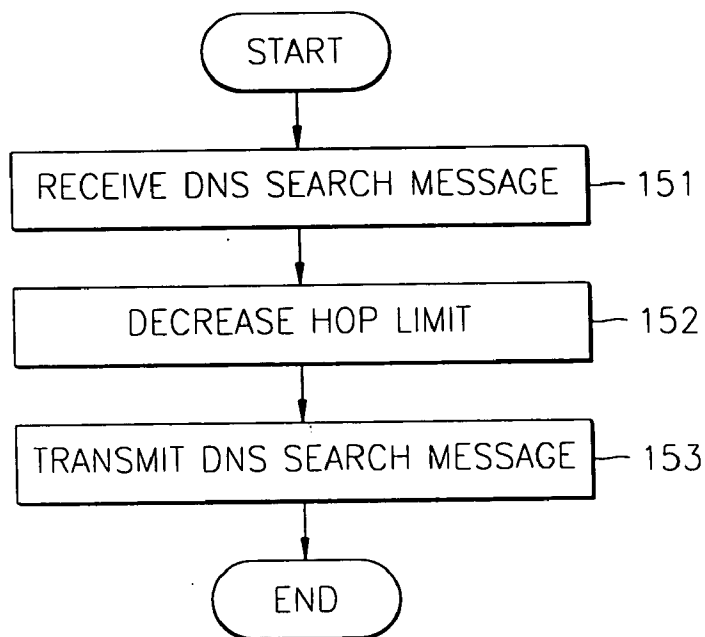 START
RECEIVE DNS SEARCH MESSAGE 151
DECREASE HOP LIMIT 152
TRANSMIT DNS SEARCH MESSAGE 153
END